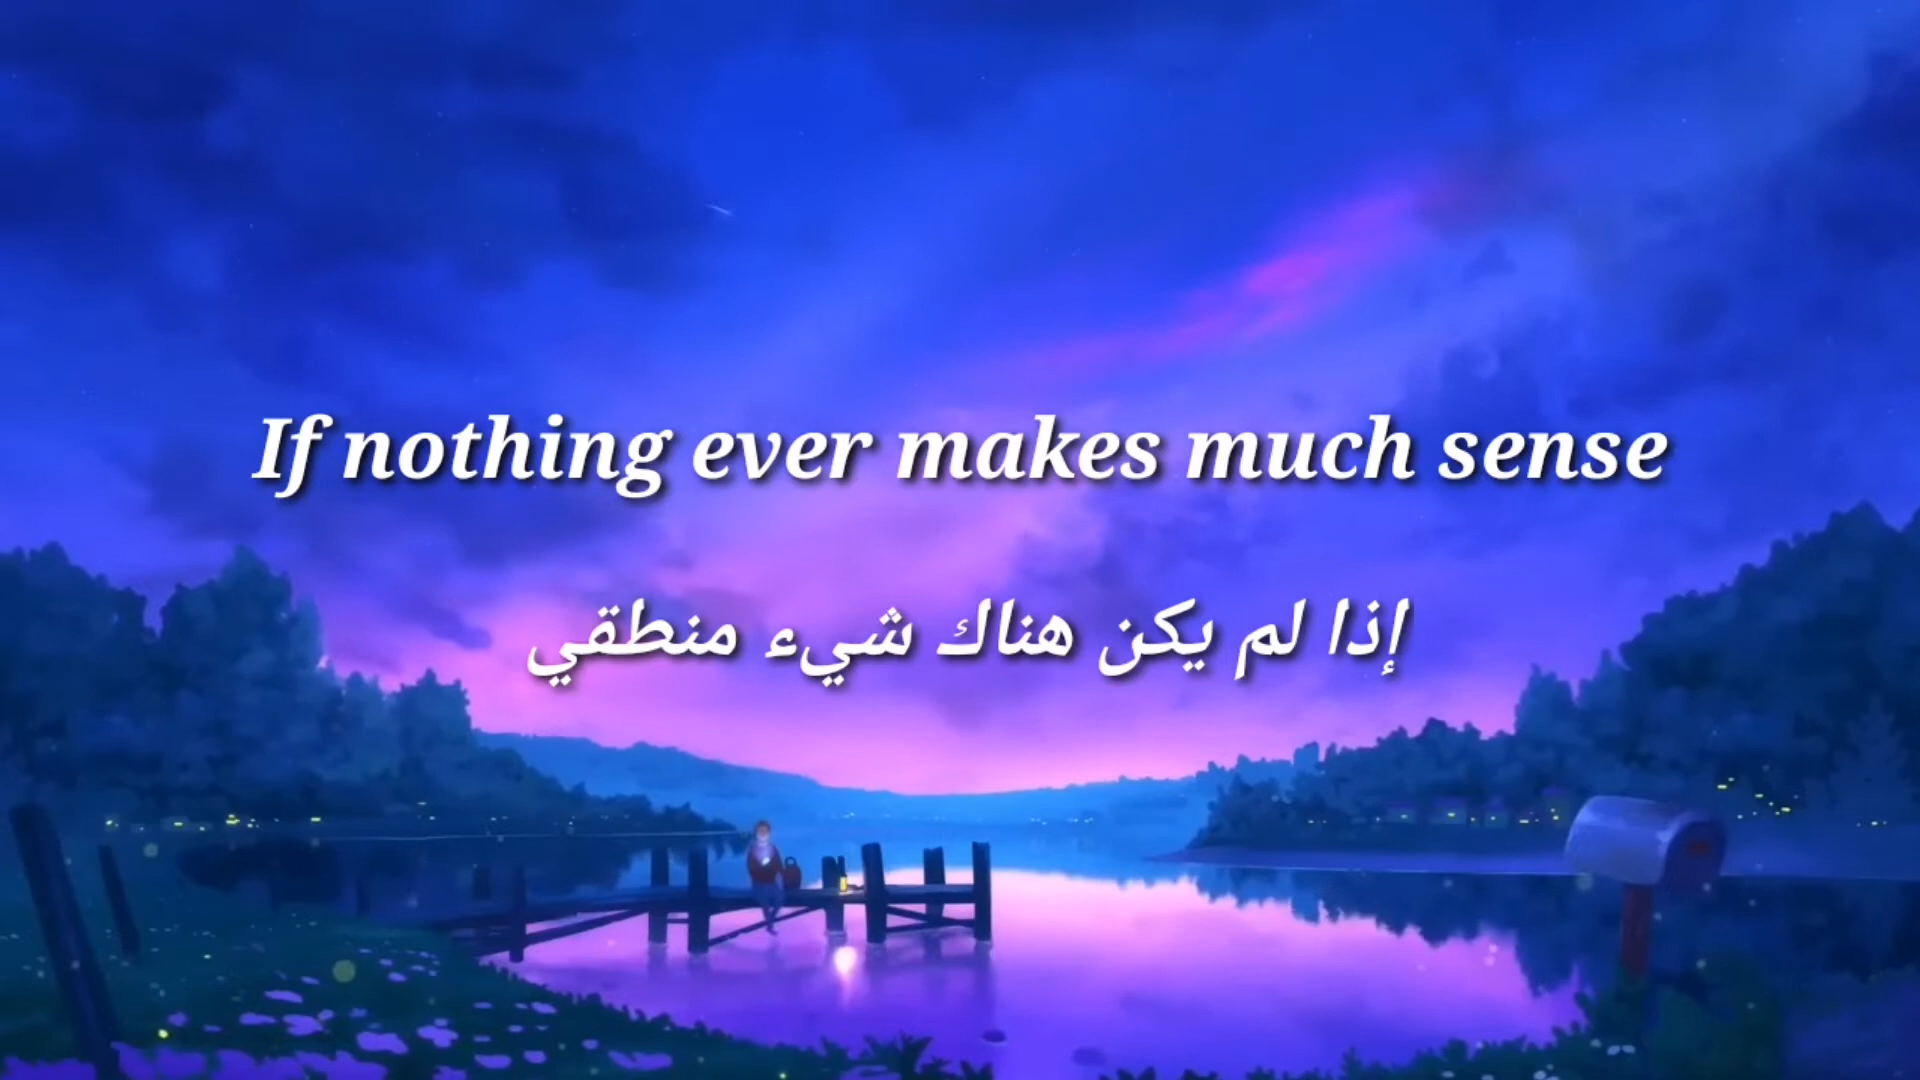 If nothing ever makes much sense
إذا لم يكن هناك شيء منطقي